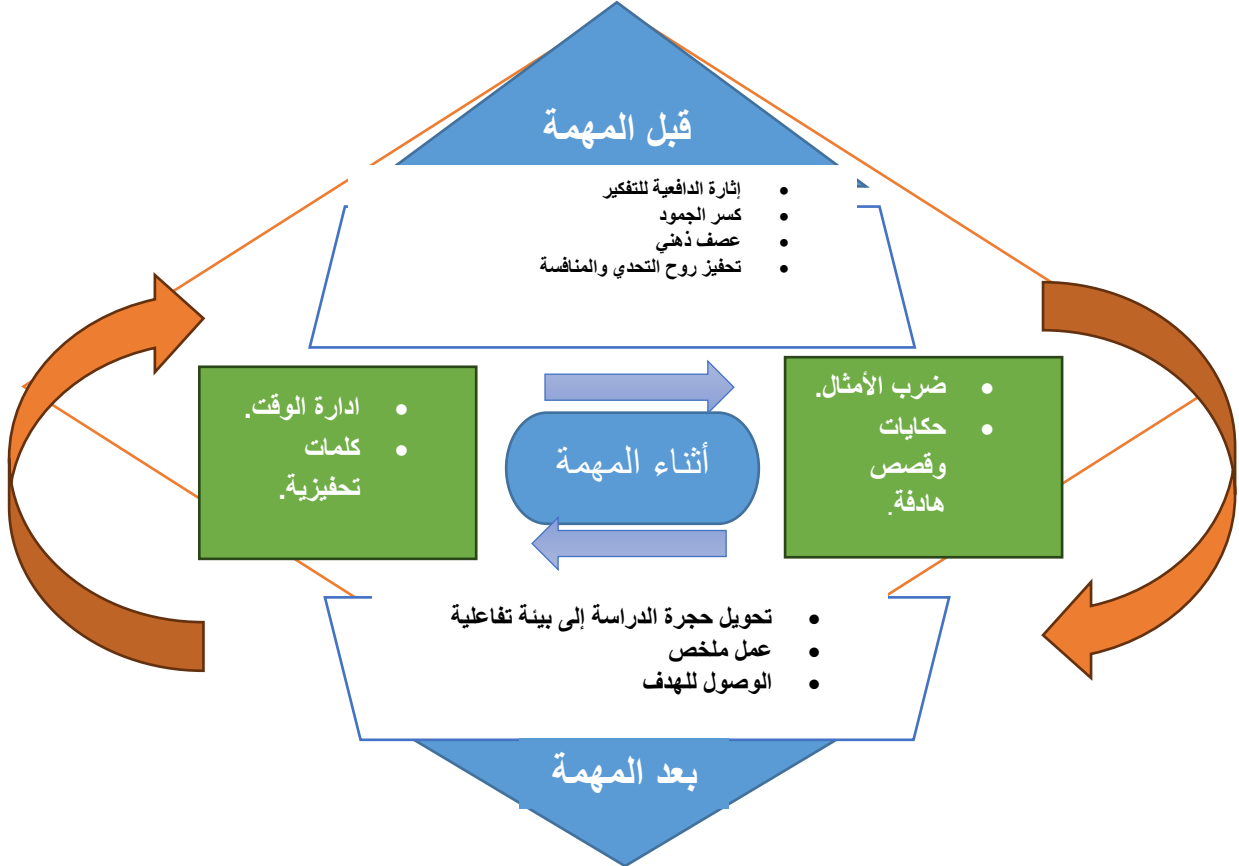 قبل المهمة
• إثارة الدافعية للتفكير
• كسر الجمود
• عصف ذهني
• تحفيز روح التحدي والمنافسة
• ضرب الأمثال.
• حكايات
وقصص
هادفة.
أثناء المهمة
• ادارة الوقت.
• كلمات
تحفيزية.
• تحويل حجرة الدراسة إلى بيئة تفاعلية
• عمل ملخص
• الوصول للهدف
بعد المهمة